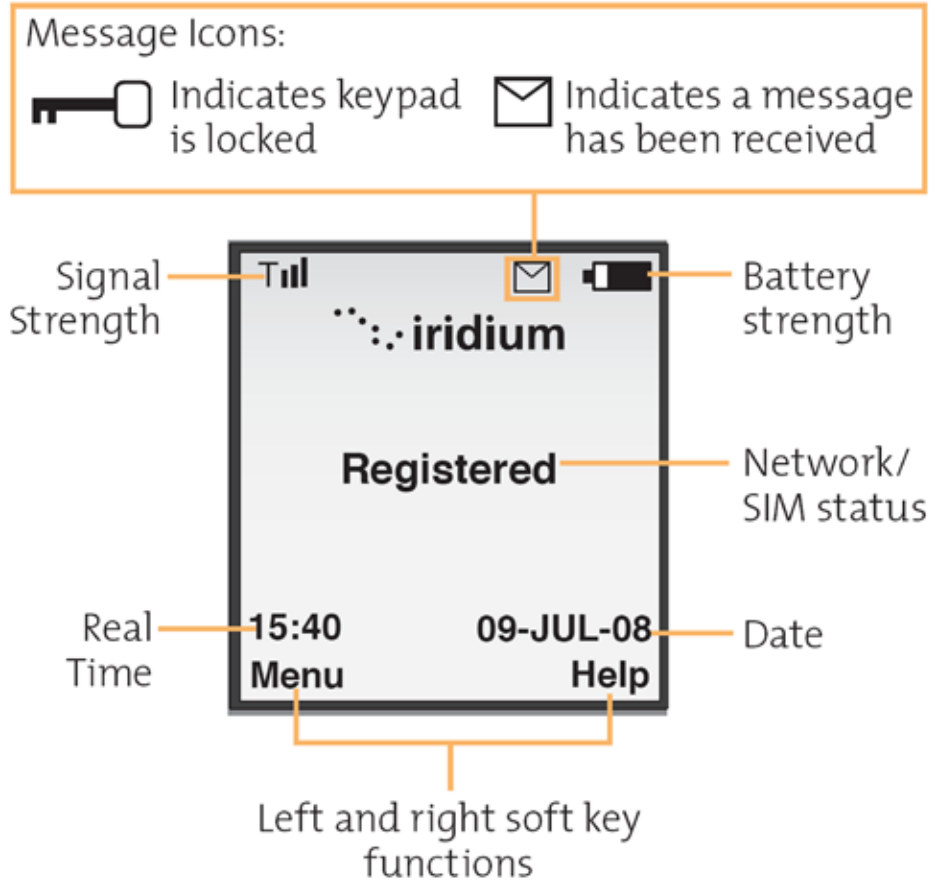 Message Icons:
Indicates keypad
is locked
Indicates a message
has been received
Signal
Strength
T
Battery
strength
iridium
Registered
Network/
SIM status
Real
Time
15:40
09-JUL-08
Date
Menu
Help
Left and right soft key
functions